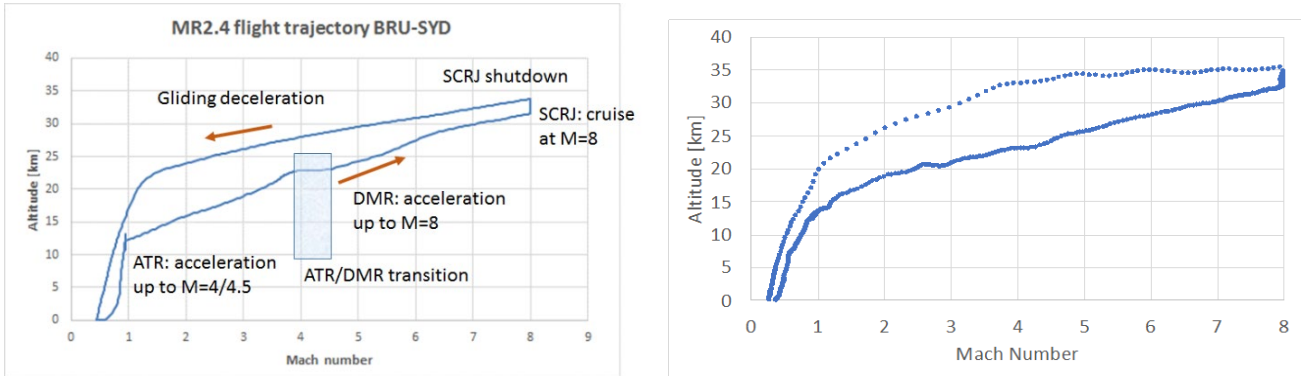 MR2.4 flight trajectory BRU-SYD
Altitude [km]
40
35
30
25
20
15
10
5
0
SCRJ shutdown
Gliding deceleration
SCRJ: cruise
at M=8
DMR: acceleration
up to M=8
ATR: acceleration
up to M=4/4.5
ATR/DMR transition
0
1
2
3
4
5
6
7
8
9
Mach number
Altitude [km]
40
35
30
25
20
15
10
5
0
0
1
2
3
4
5
6
7
8
Mach Number